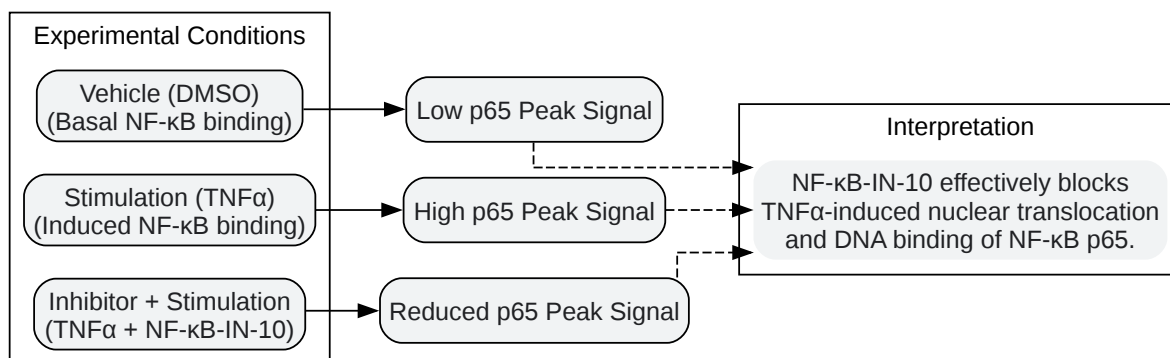 Experimental Conditions
Vehicle (DMSO)
(Basal NF-κB binding)
Low p65 Peak Signal
Stimulation (TNFα)
(Induced NF-κB binding)
High p65 Peak Signal
Inhibitor + Stimulation
(TNFα + NF-κB-IN-10)
Reduced p65 Peak Signal
Interpretation
NF-κB-IN-10 effectively blocks
TNFα-induced nuclear translocation
and DNA binding of NF-κB p65.